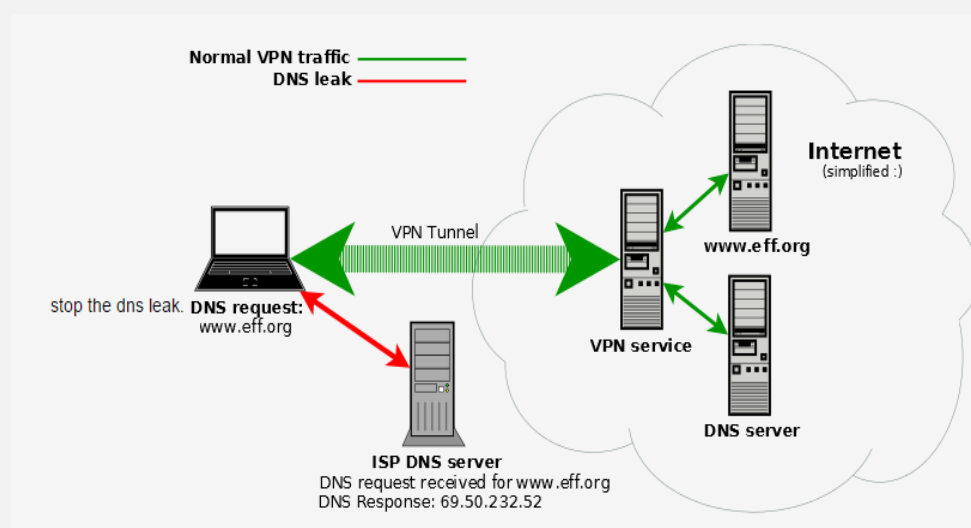 Normal VPN traffic
DNS leak
Internet
(simplified :)
VPN Tunnel
www.eff.org
stop the dns leak.
DNS request:
www.eff.org
VPN service
DNS server
ISP DNS server
DNS request received for www.eff.org
DNS Response: 69.50.232.52